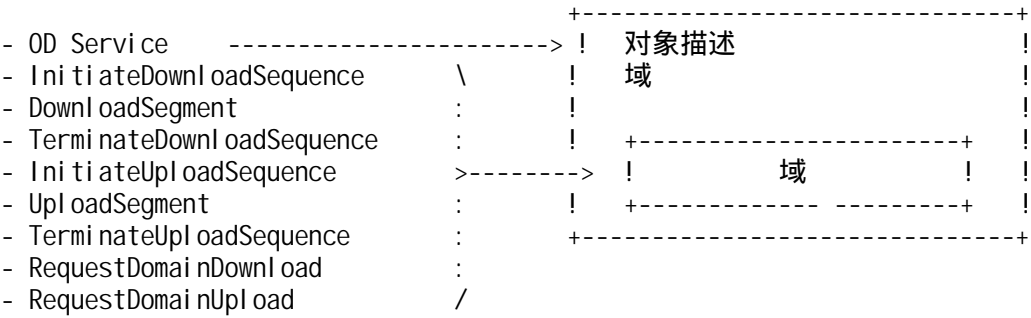 +-------------------------------+
- OD Service -----------------------> ! 对象描述 !
- InitiateDownloadSequence \ ! 域 !
- DownloadSegment : ! !
- TerminateDownloadSequence : ! +-----------------------+ !
- InitiateUploadSequence >--------> ! 域 ! !
- UploadSegment : ! +------------- ---------+ !
- TerminateUploadSequence : +-------------------------------+
- RequestDomainDownload :
- RequestDomainUpload /